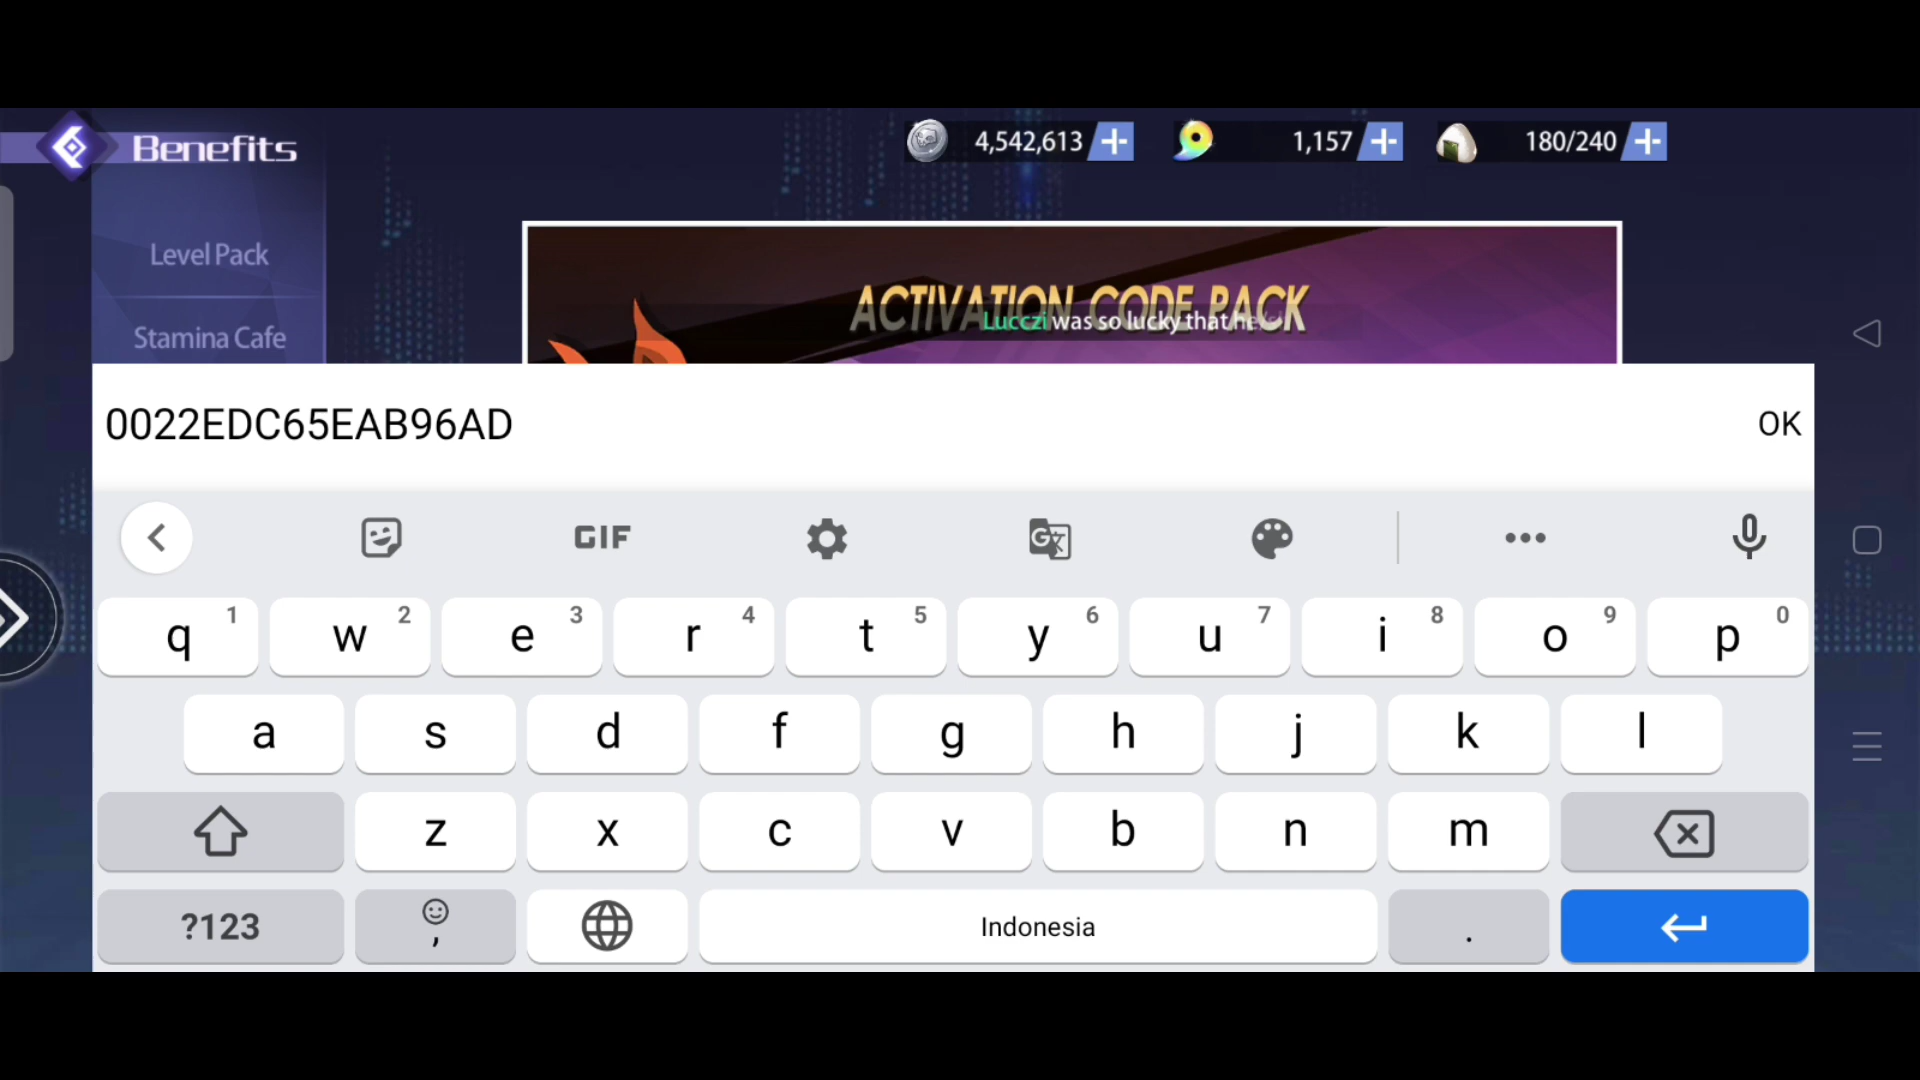 Benefits
4,542,613
1,157
180/240
Level Pack
Stamina Cafe
ACTIVATION CODE PACK
Lucczi was so lucky that he
0022EDC65EAB96AD
OK
GIF
G
q 1 w 2 e 3 r 4 t 5 y 6 u 7 i 8 o 9 p 0
a s d f g h j k l
z x c v b n m
?123 , Indonesia .